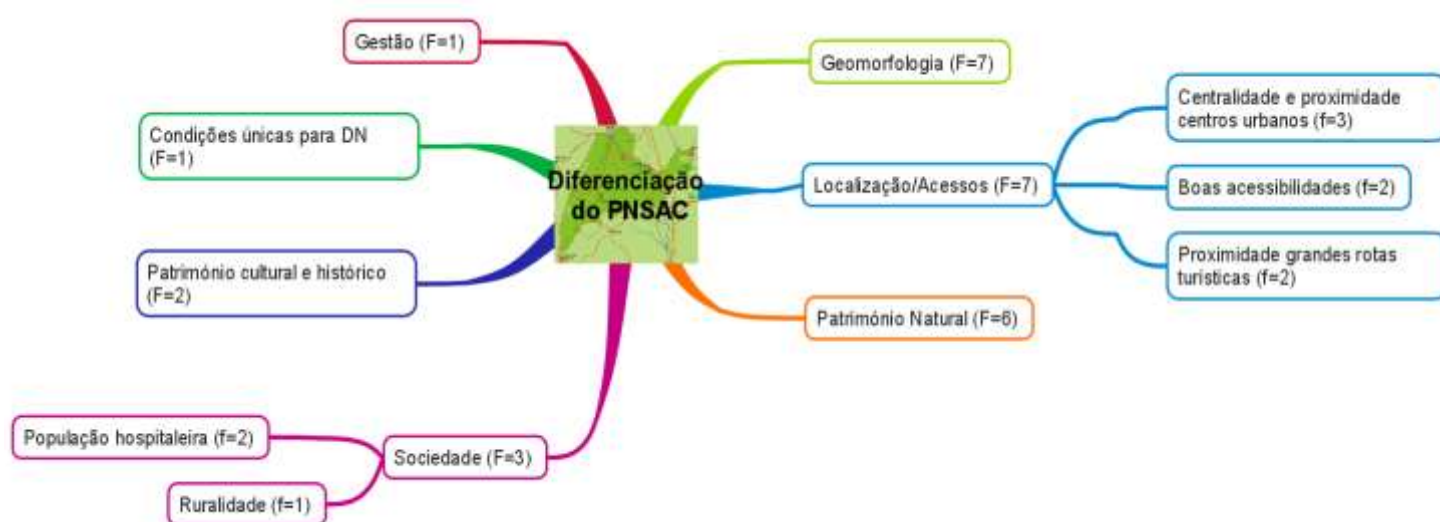 Diferenciação
do PNSAC
Gestão (F=1)
Condições únicas para DN
(F=1)
Património cultural e histórico
(F=2)
Sociedade (F=3)
População hospitaleira (f=2)
Ruralidade (f=1)
Geomorfologia (F=7)
Localização/Acessos (F=7)
Centralidade e proximidade
centros urbanos (f=3)
Boas acessibilidades (f=2)
Proximidade grandes rotas
turísticas (f=2)
Património Natural (F=6)